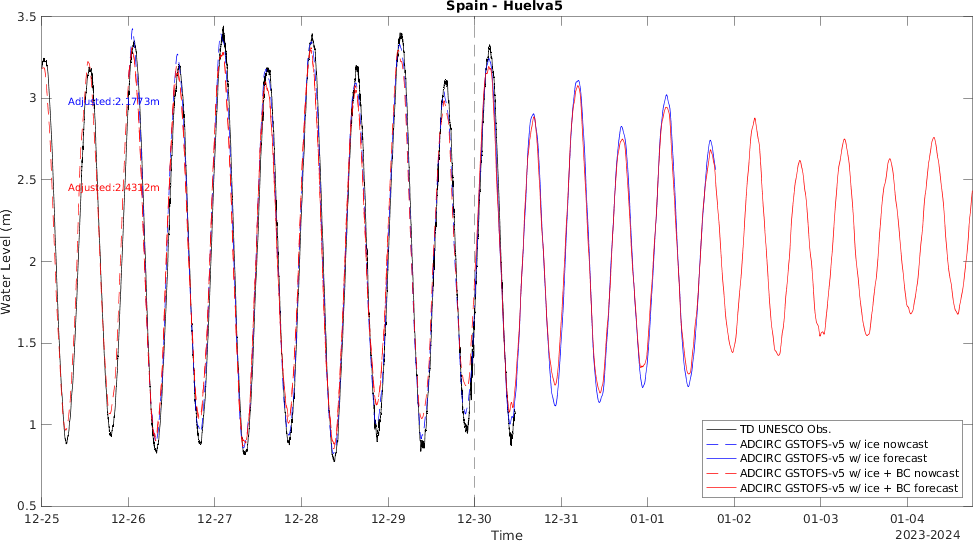 Spain - Huelva5
3.5
3
2.5
2
1.5
1
0.5
Water Level (m)
Adjusted:2.1773m
Adjusted:2.4312m
TD UNESCO Obs.
ADCIRC GSTOFS-v5 w/ ice nowcast
ADCIRC GSTOFS-v5 w/ ice forecast
ADCIRC GSTOFS-v5 w/ ice + BC nowcast
ADCIRC GSTOFS-v5 w/ ice + BC forecast
12-25 12-26 12-27 12-28 12-29 12-30 12-31 01-01 01-02 01-03 01-04
Time
2023-2024